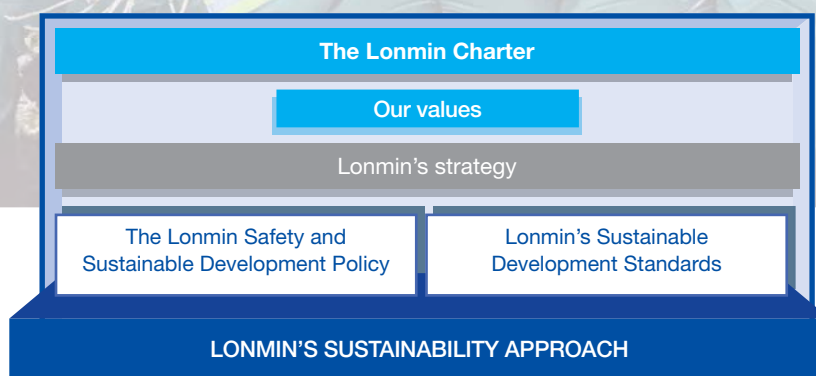 The Lonmin Charter
Our values
Lonmin’s strategy
The Lonmin Safety and
Sustainable Development Policy
Lonmin’s Sustainable
Development Standards
LONMIN’S SUSTAINABILITY APPROACH